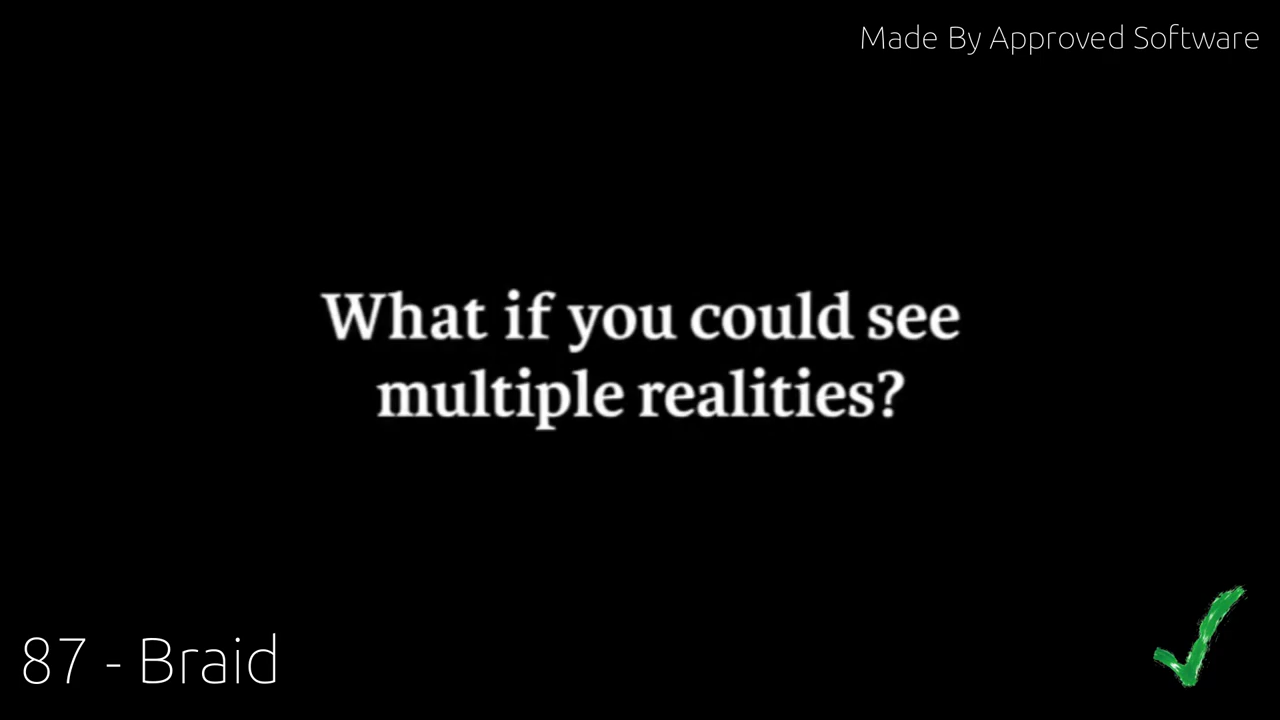 Made By Approved Software
What if you could see
multiple realities?
87 - Braid